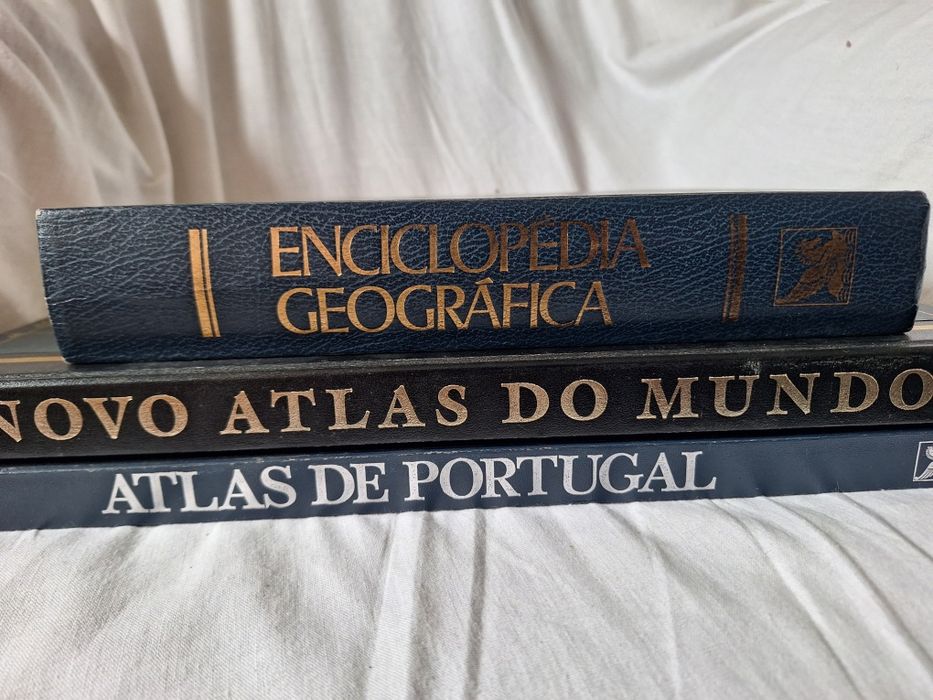 ENCICLOPÉDIA
GEOGRÁFICA
NOVO ATLAS DO MUNDO
ATLAS DE PORTUGAL